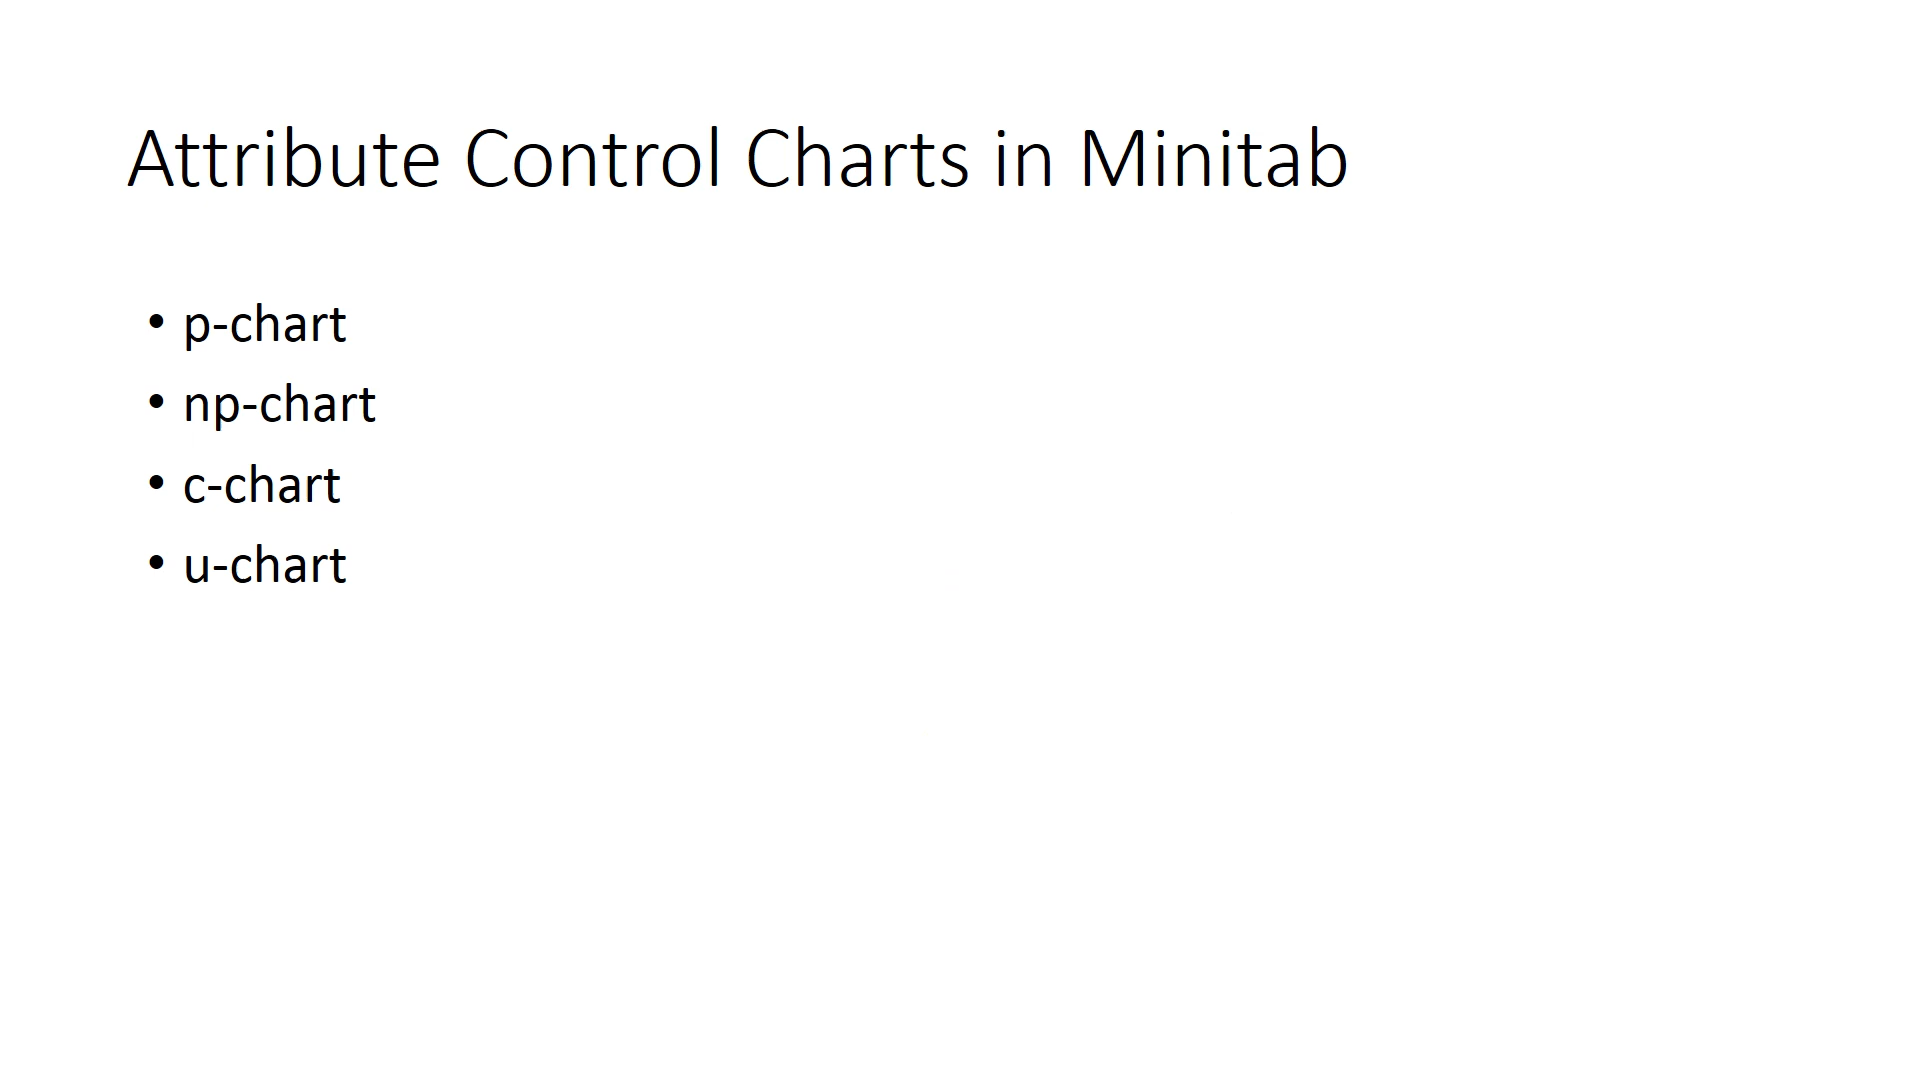 Attribute Control Charts in Minitab
• p-chart
• np-chart
• c-chart
• u-chart